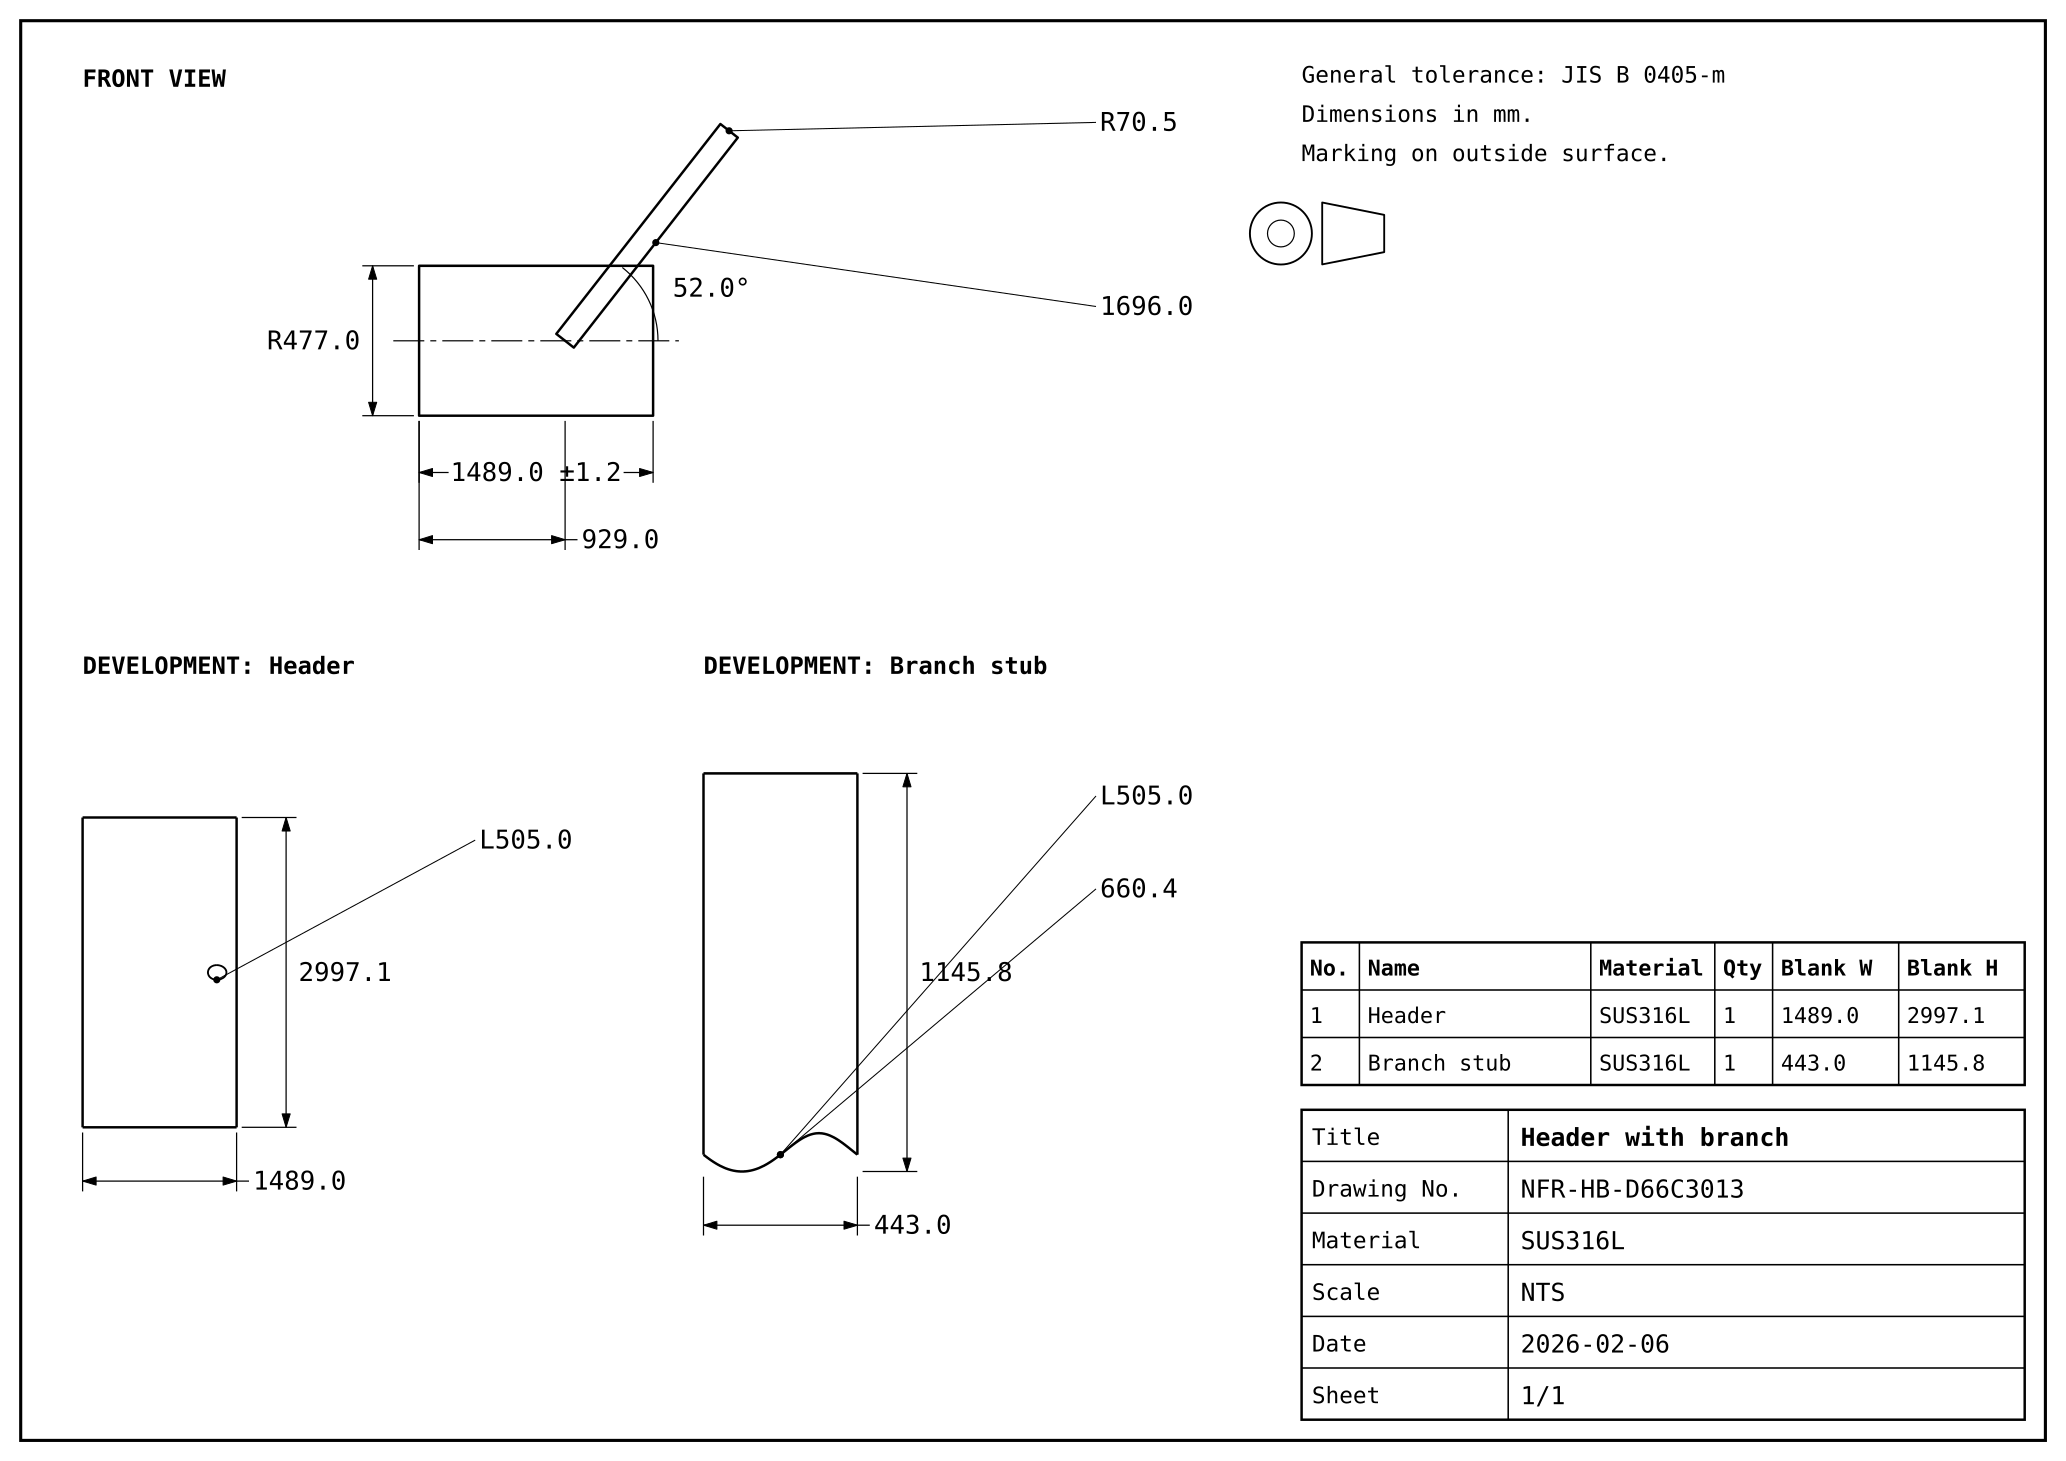 FRONT VIEW
General tolerance: JIS B 0405-m
Dimensions in mm.
Marking on outside surface.
R70.5
52.0°
1696.0
R477.0
1489.0 ±1.2
929.0
DEVELOPMENT: Header
DEVELOPMENT: Branch stub
L505.0
2997.1
1489.0
L505.0
660.4
1145.8
443.0
No. Name Material Qty Blank W Blank H
1 Header SUS316L 1 1489.0 2997.1
2 Branch stub SUS316L 1 443.0 1145.8
Title Header with branch
Drawing No. NFR-HB-D66C3013
Material SUS316L
Scale NTS
Date 2026-02-06
Sheet 1/1